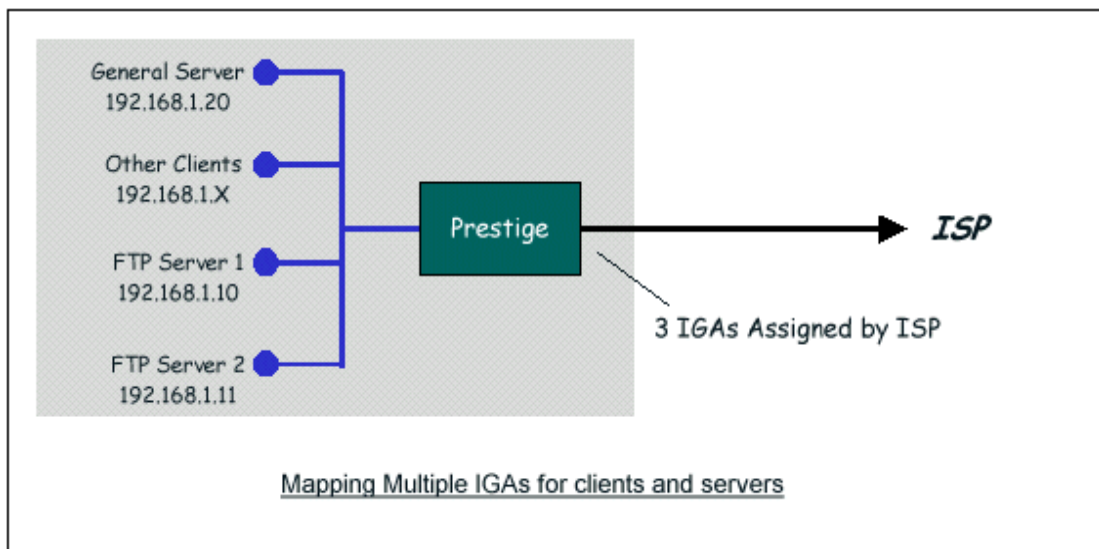 General Server
192.168.1.20
Other Clients
192.168.1.X
FTP Server 1
192.168.1.10
FTP Server 2
192.168.1.11
Prestige
ISP
3 IGAs Assigned by ISP
Mapping Multiple IGAs for clients and servers